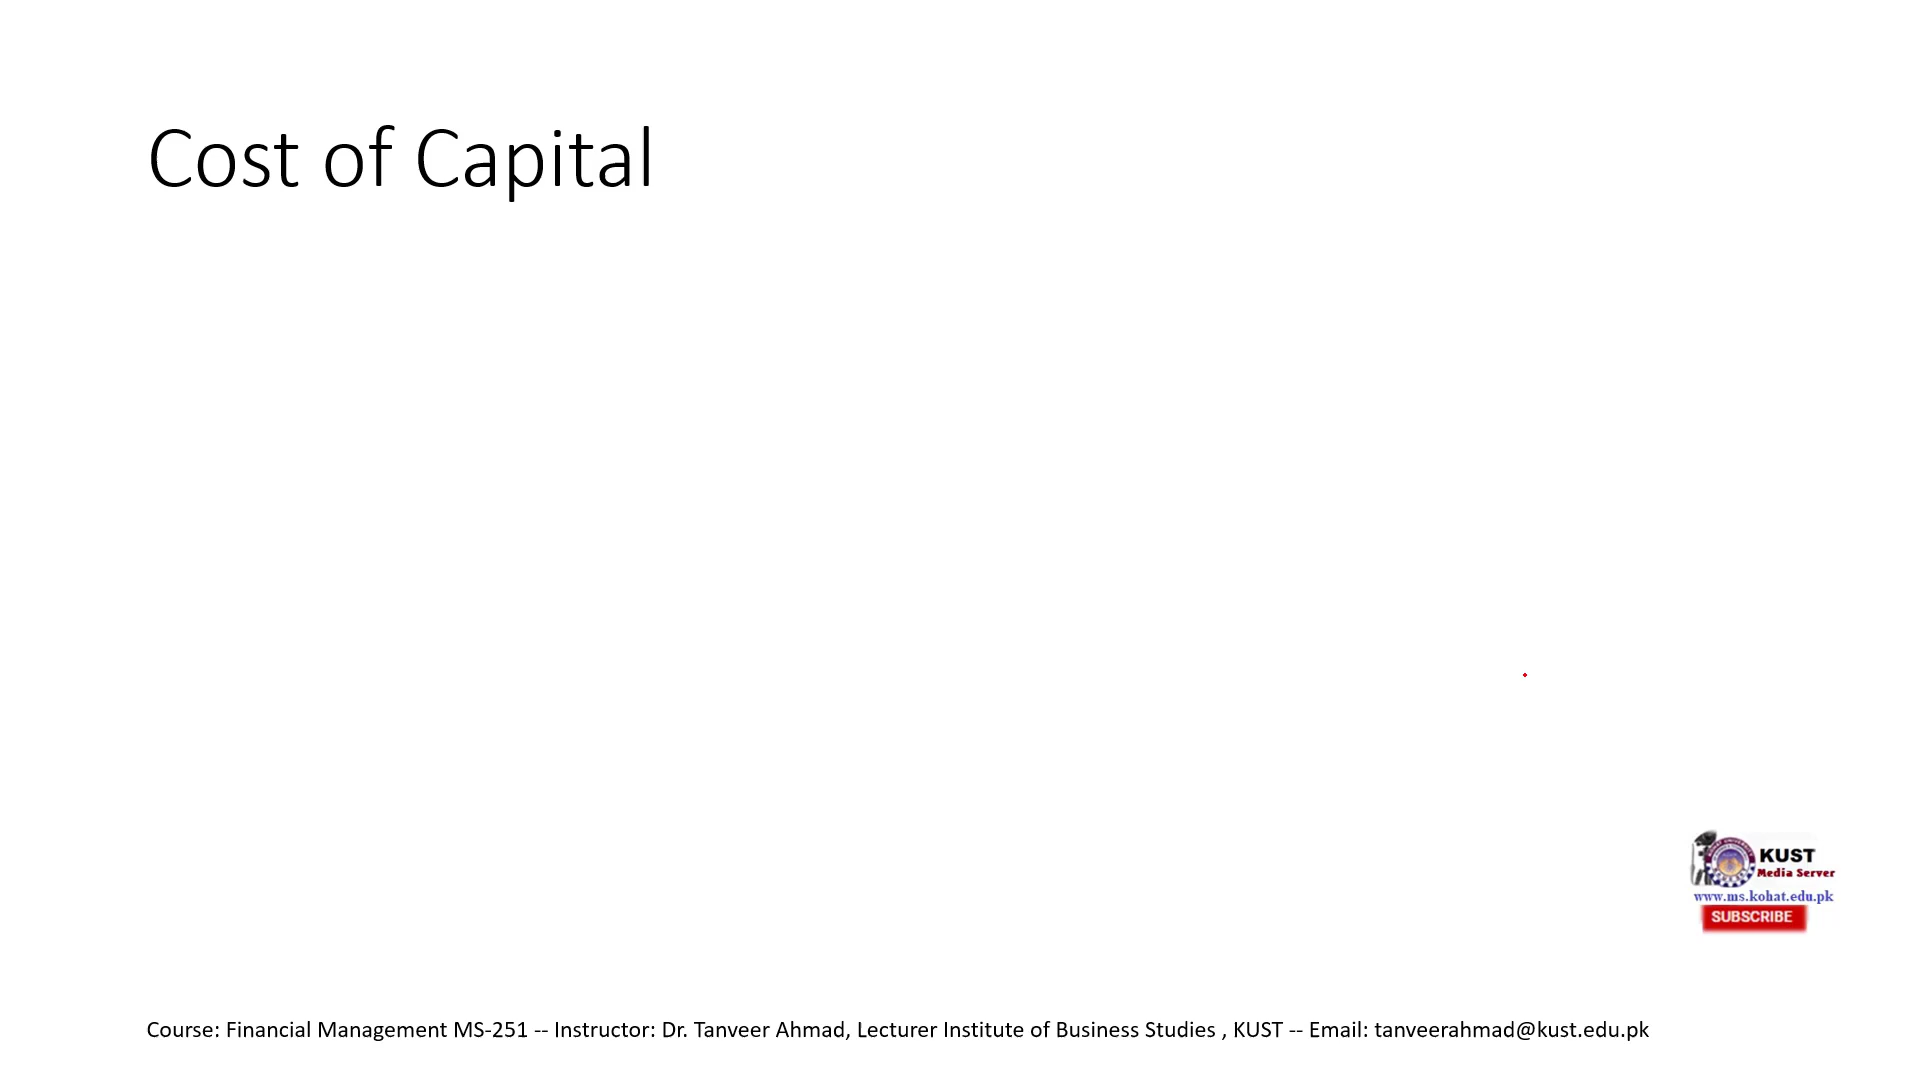 Cost of Capital
KUST
Media Server
www.ms.kohat.edu.pk
SUBSCRIBE
Course: Financial Management MS-251 -- Instructor: Dr. Tanveer Ahmad, Lecturer Institute of Business Studies , KUST -- Email: tanveerahmad@kust.edu.pk